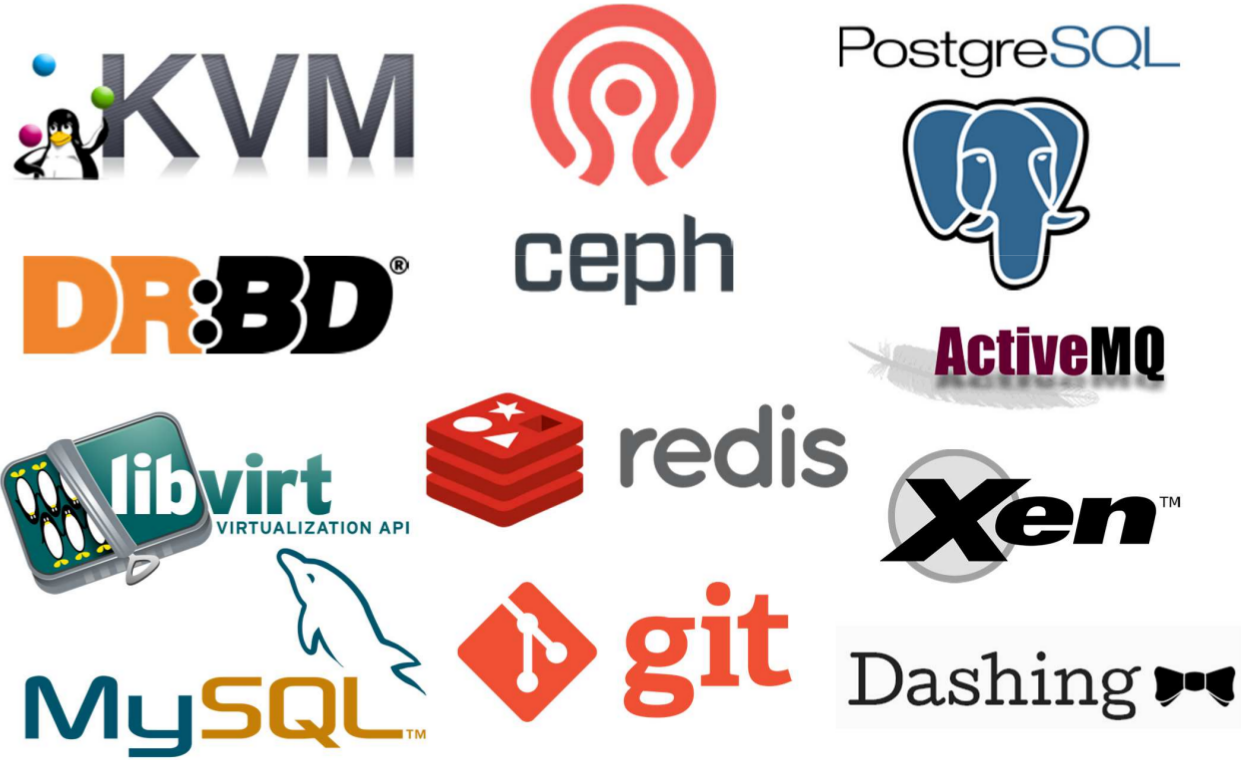 KVM
ceph
PostgreSQL
DR:BD®
ActiveMQ
libvirt
VIRTUALIZATION API
redis
Xen™
MySQL™
git
Dashing